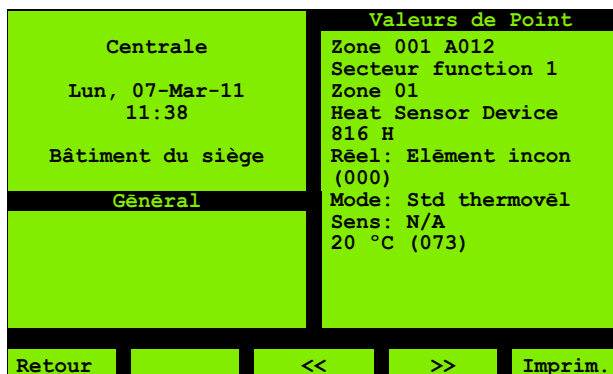 Centrale
Lun, 07-Mar-11
11:38
Bâtiment du siège
Gēnēral
Valeurs de Point
Zone 001 A012
Secteur function 1
Zone 01
Heat Sensor Device
816 H
Rēel: Elēment incon
(000)
Mode: Std thermovēl
Sens: N/A
20 °C (073)
Retour
<<
>>
Imprim.